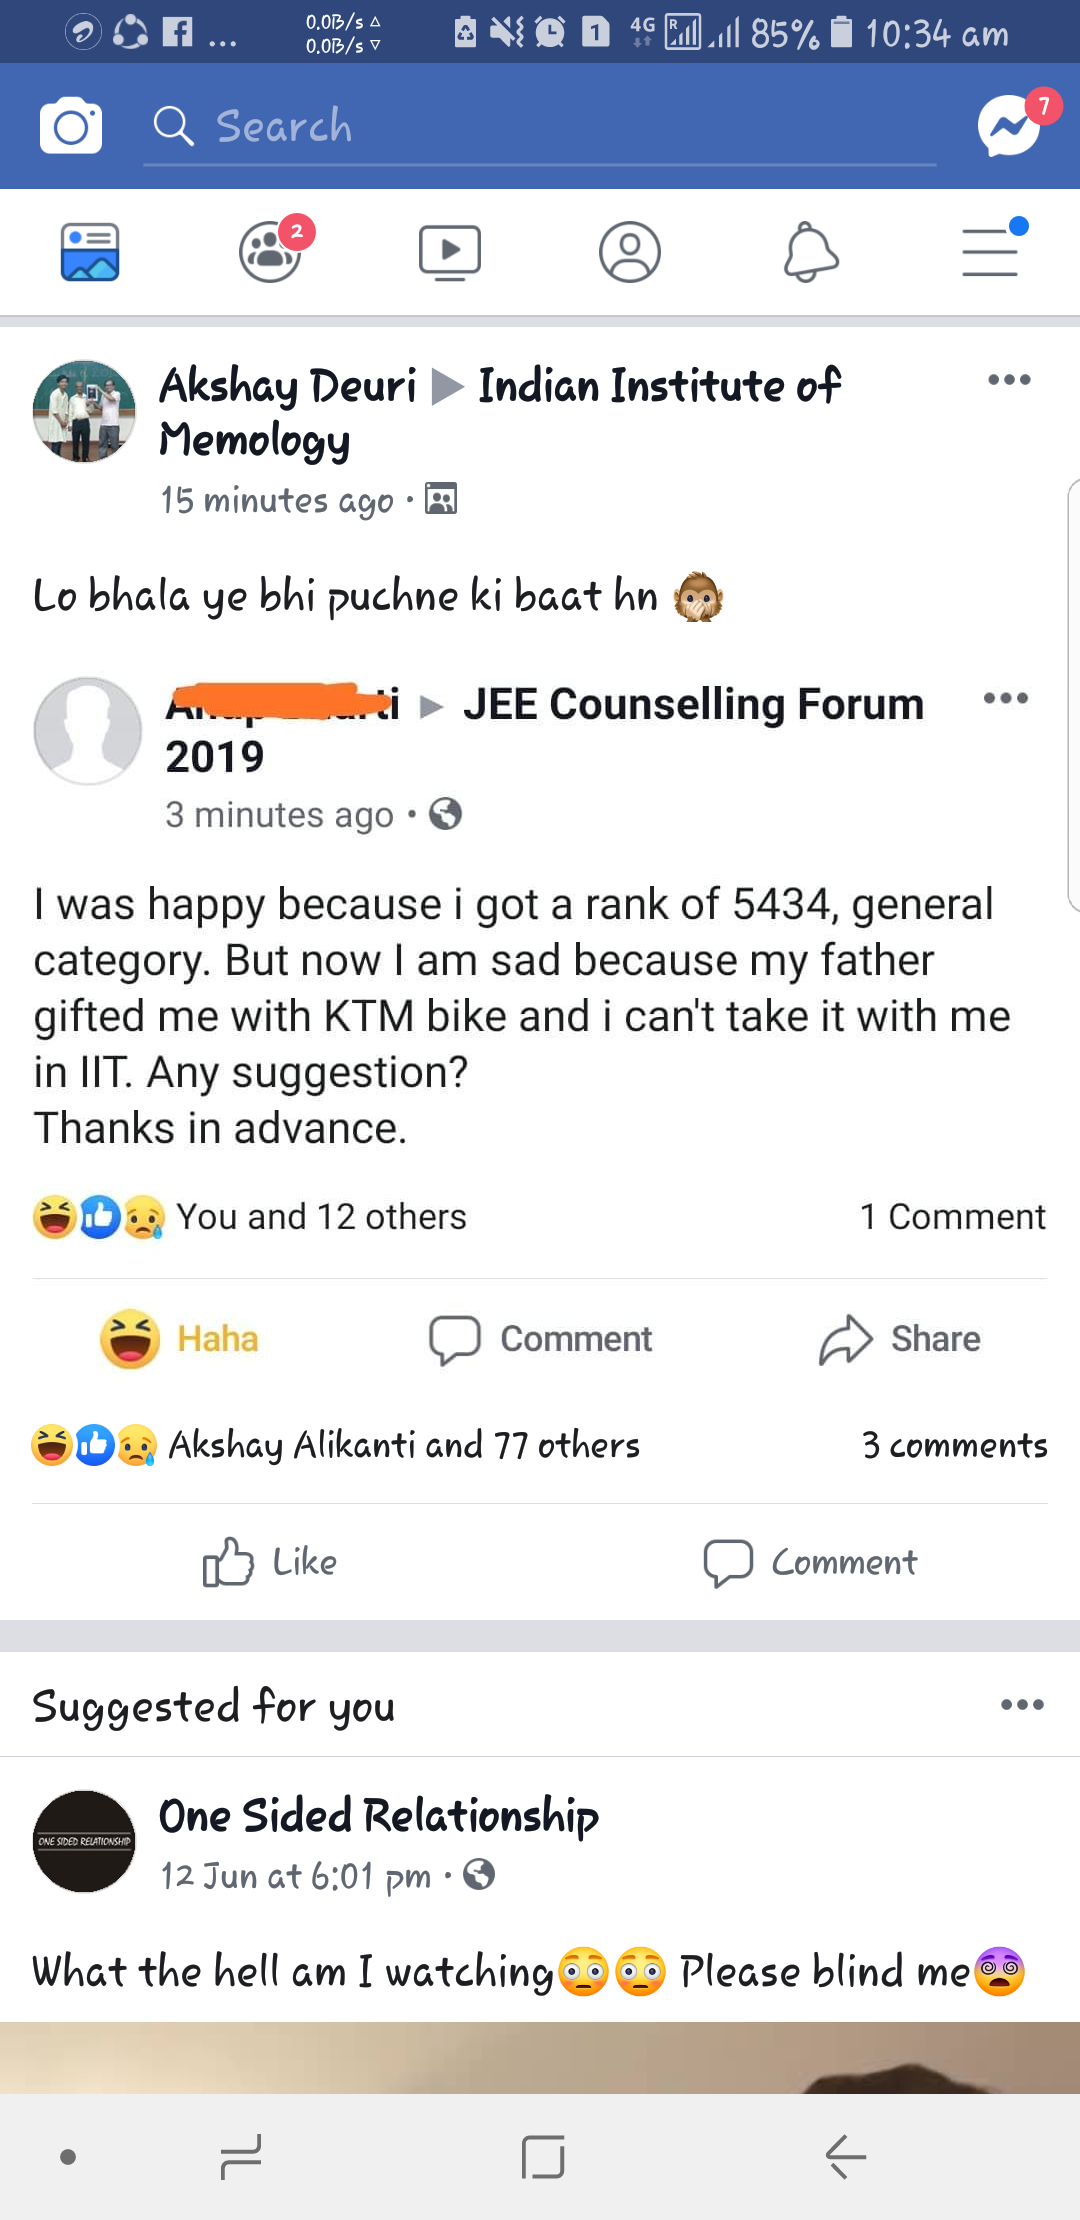 0.0B/s
0.0B/s
1 4G R 85% 10:34 am
Search
7
2
Akshay Deuri ▶ Indian Institute of
Memology
15 minutes ago ·
Lo bhala ye bhi puchne ki baat hn 🙊
ti ▶ JEE Counselling Forum
2019
3 minutes ago ·
I was happy because i got a rank of 5434, general
category. But now I am sad because my father
gifted me with KTM bike and i can't take it with me
in IIT. Any suggestion?
Thanks in advance.
You and 12 others 1 Comment
Haha Comment Share
Akshay Alikanti and 77 others 3 comments
Like Comment
Suggested for you
ONE SIDED RELATIONSHIP
One Sided Relationship
12 Jun at 6:01 pm ·
What the hell am I watching😳😳 Please blind me😵